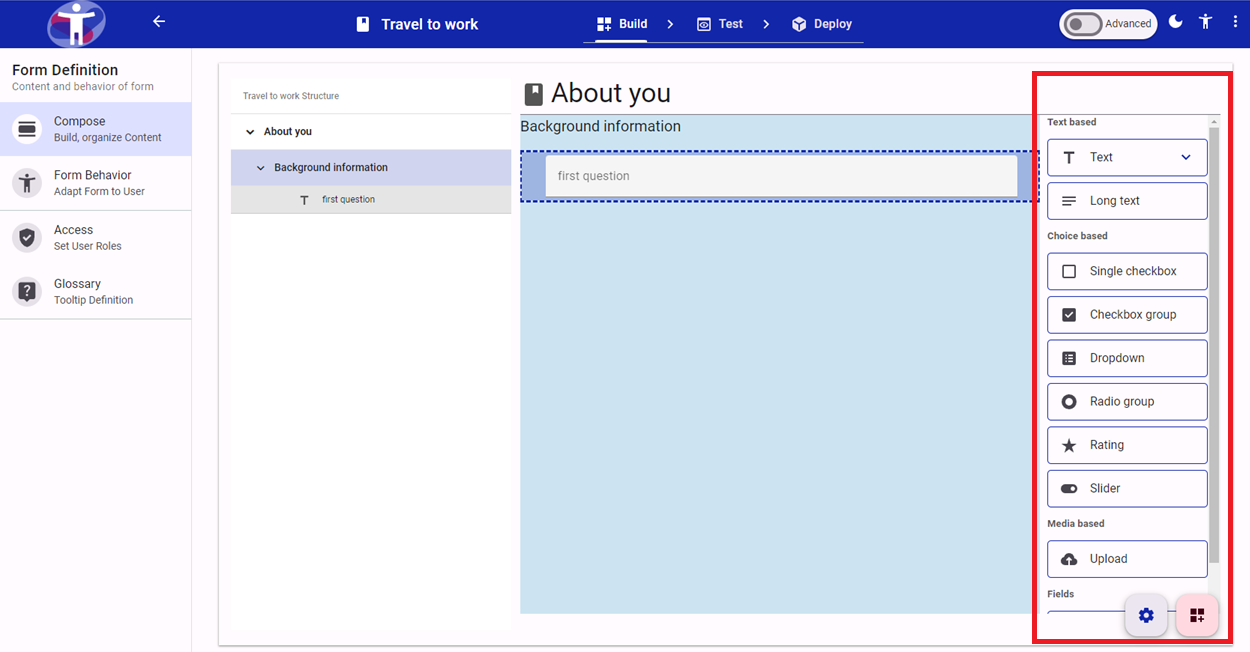 Travel to work
Build
Test
Deploy
Advanced
Form Definition
Content and behavior of form
Compose
Build, organize Content
Form Behavior
Adapt Form to User
Access
Set User Roles
Glossary
Tooltip Definition
Travel to work Structure
About you
Background information
first question
About you
Background information
first question
Text based
Text
Long text
Choice based
Single checkbox
Checkbox group
Dropdown
Radio group
Rating
Slider
Media based
Upload
Fields